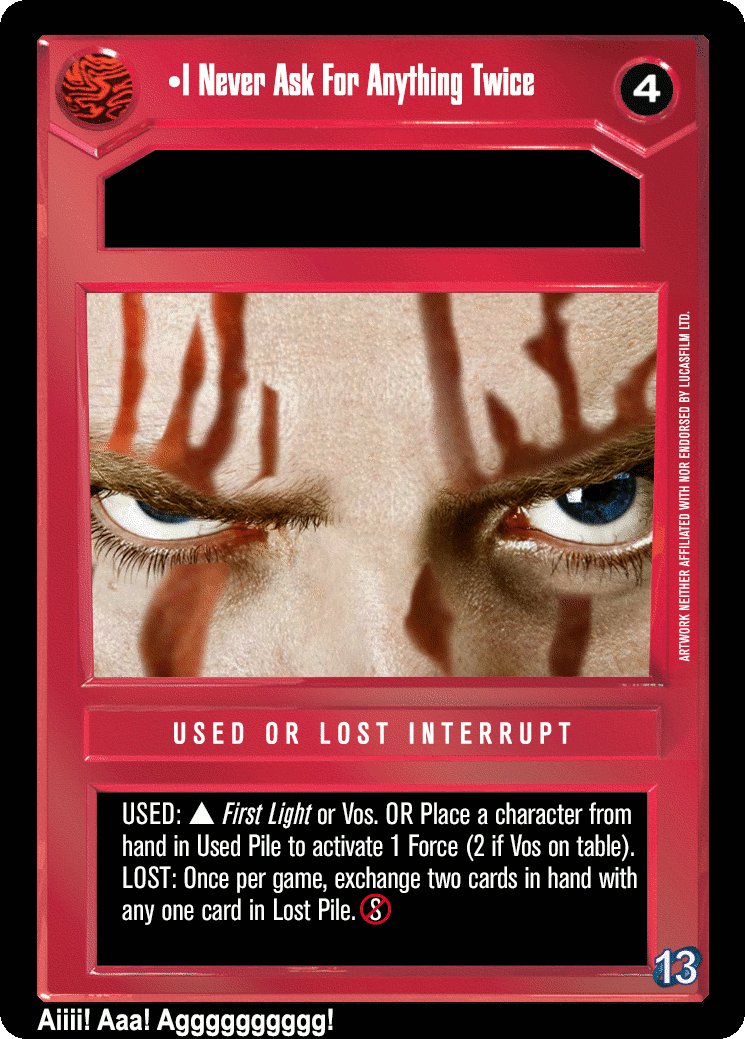 •I Never Ask For Anything Twice
4
ARTWORK NEITHER AFFILIATED WITH NOR ENDORSED BY LUCASFILM LTD.
USED OR LOST INTERRUPT
USED: ▲ First Light or Vos. OR Place a character from
hand in Used Pile to activate 1 Force (2 if Vos on table).
LOST: Once per game, exchange two cards in hand with
any one card in Lost Pile. 8
13
Aiiii! Aaa! Aggggggggggg!